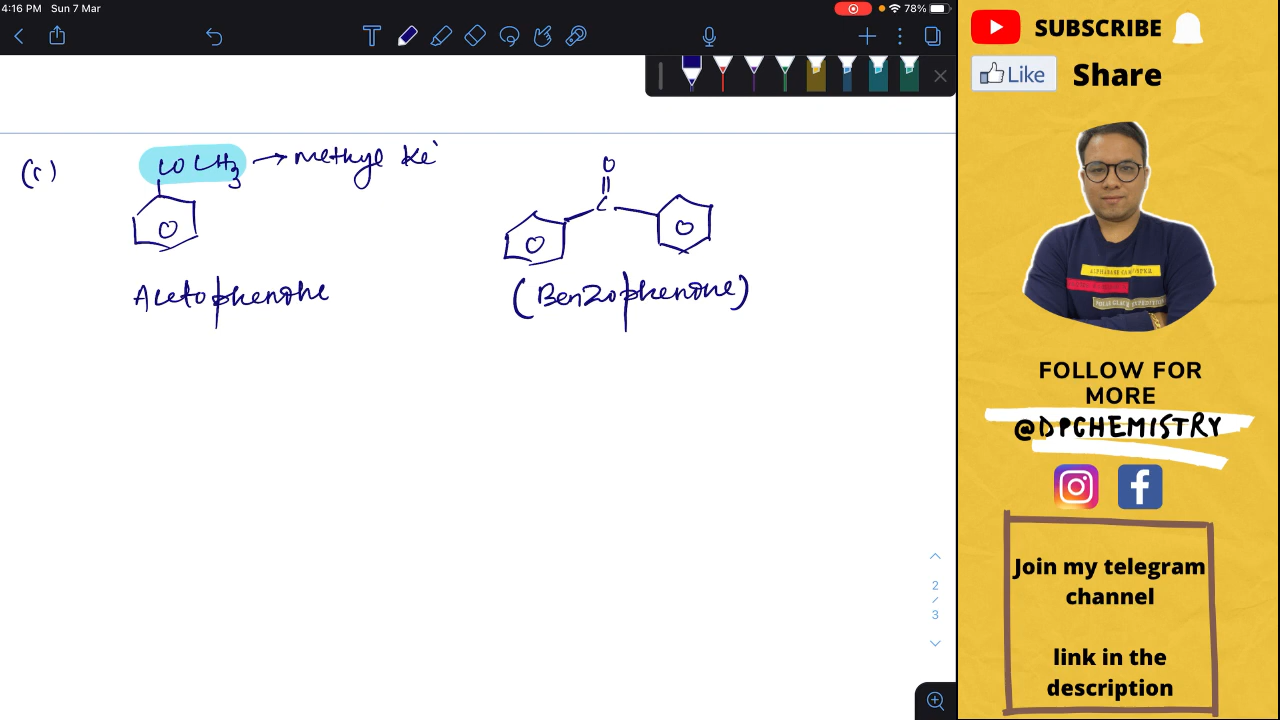 4:16 PM Sun 7 Mar
78%
SUBSCRIBE
Like Share
(c) COCH3 → methyl Ke
O
||
C
Acetophenone (Benzophenone)
FOLLOW FOR
MORE
@DPCHEMISTRY
Join my telegram
channel
link in the
description
2
/
3